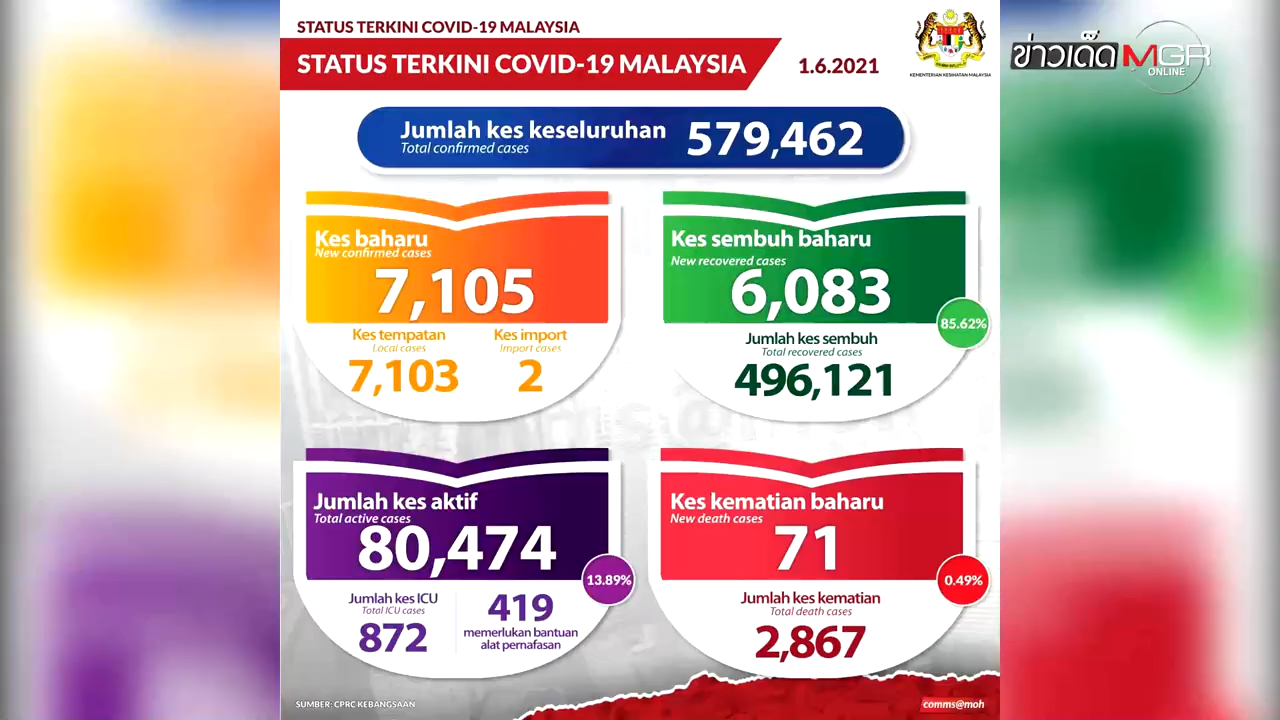 STATUS TERKINI COVID-19 MALAYSIA
STATUS TERKINI COVID-19 MALAYSIA
1.6.2021
KEMENTERIAN KESIHATAN MALAYSIA
ข่าวเด็ด MGR
ONLINE
Jumlah kes keseluruhan 579,462
Total confirmed cases
Kes baharu
New confirmed cases
7,105
Kes tempatan
Local cases
7,103
Kes import
Import cases
2
Kes sembuh baharu
New recovered cases
6,083
85.62%
Jumlah kes sembuh
Total recovered cases
496,121
Jumlah kes aktif
Total active cases
80,474
13.89%
Jumlah kes ICU
Total ICU cases
872
419
memerlukan bantuan
alat pernafasan
Kes kematian baharu
New death cases
71
0.49%
Jumlah kes kematian
Total death cases
2,867
SUMBER: CPRC KEBANGSAAN
comms@moh